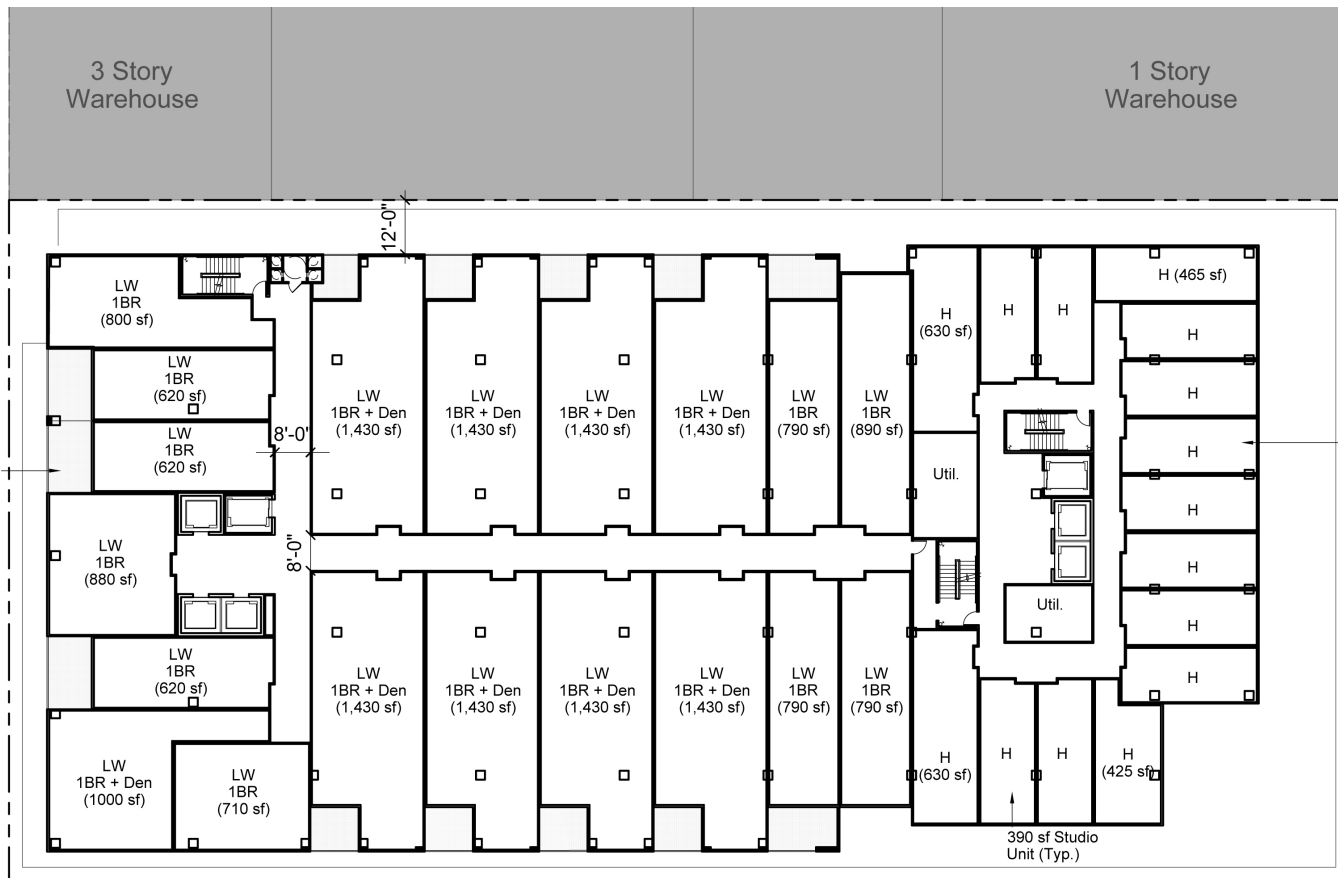 3 Story
Warehouse
1 Story
Warehouse
12'-0"
LW
1BR
(800 sf)
H
(630 sf)
H
H
H (465 sf)
H
LW
1BR
(620 sf)
H
LW
1BR + Den
(1,430 sf)
LW
1BR + Den
(1,430 sf)
LW
1BR + Den
(1,430 sf)
LW
1BR + Den
(1,430 sf)
LW
1BR
(790 sf)
LW
1BR
(890 sf)
LW
1BR
(620 sf)
8'-0"
H
Util.
H
LW
1BR
(880 sf)
8'-0"
H
Util.
H
LW
1BR
(620 sf)
LW
1BR + Den
(1,430 sf)
LW
1BR + Den
(1,430 sf)
LW
1BR + Den
(1,430 sf)
LW
1BR + Den
(1,430 sf)
LW
1BR
(790 sf)
LW
1BR
(790 sf)
H
LW
1BR + Den
(1000 sf)
LW
1BR
(710 sf)
H
(630 sf)
H
H
H
(425 sf)
390 sf Studio
Unit (Typ.)